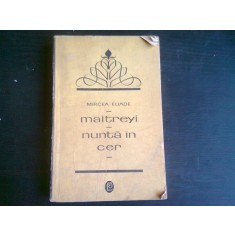 MIRCEA ELIADE
maitreyi
nuntă în
cer